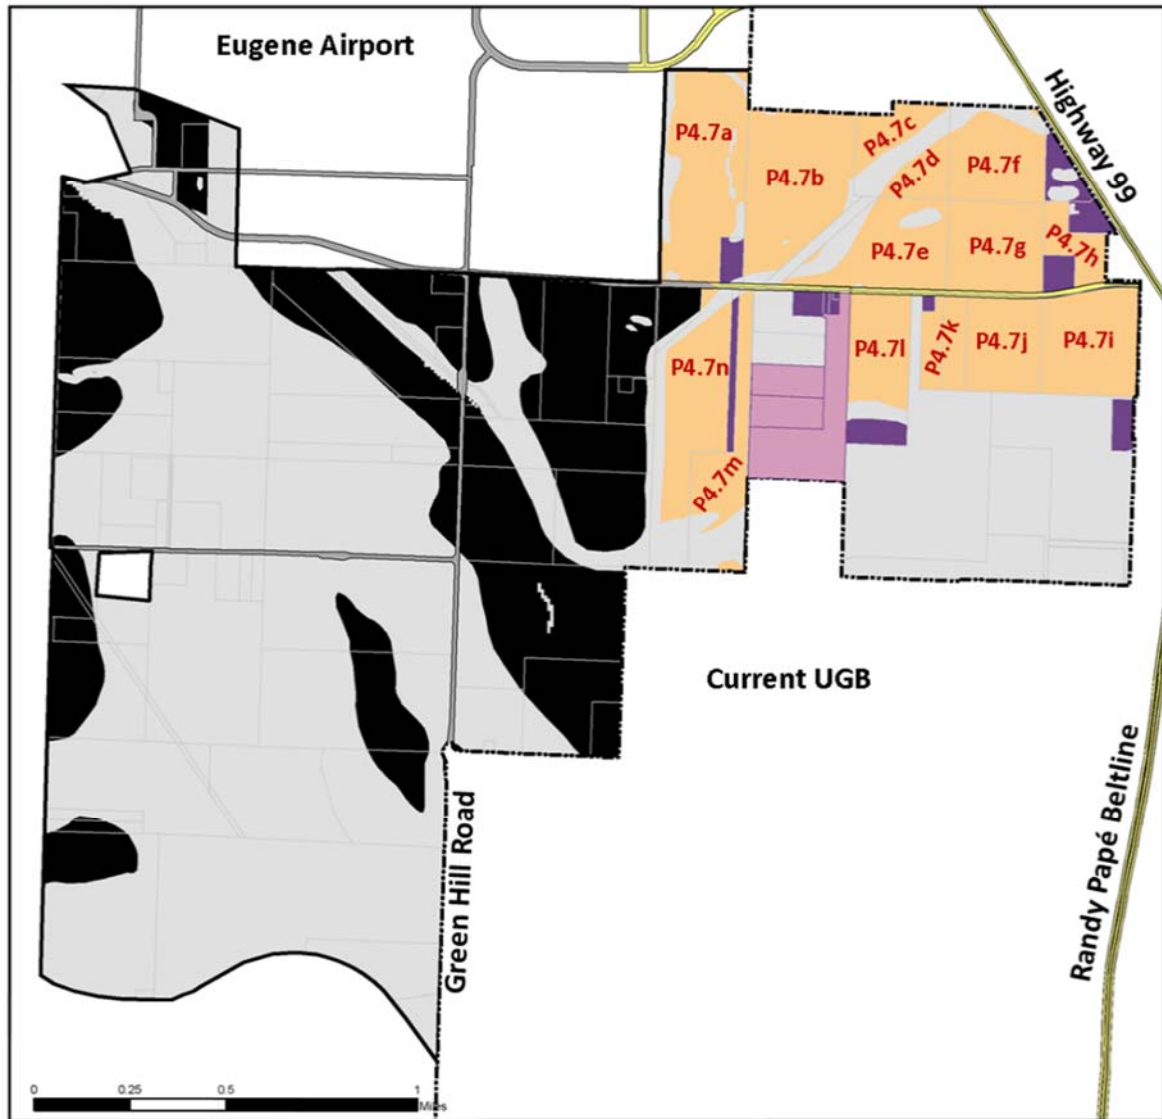 Eugene Airport
Highway 99
P4.7a
P4.7b
P4.7c
P4.7d
P4.7f
P4.7e
P4.7g
P4.7h
P4.7n
P4.7l
P4.7k
P4.7j
P4.7i
P4.7m
Current UGB
Green Hill Road
Randy Papé Beltline
0 0.25 0.5 1
Miles